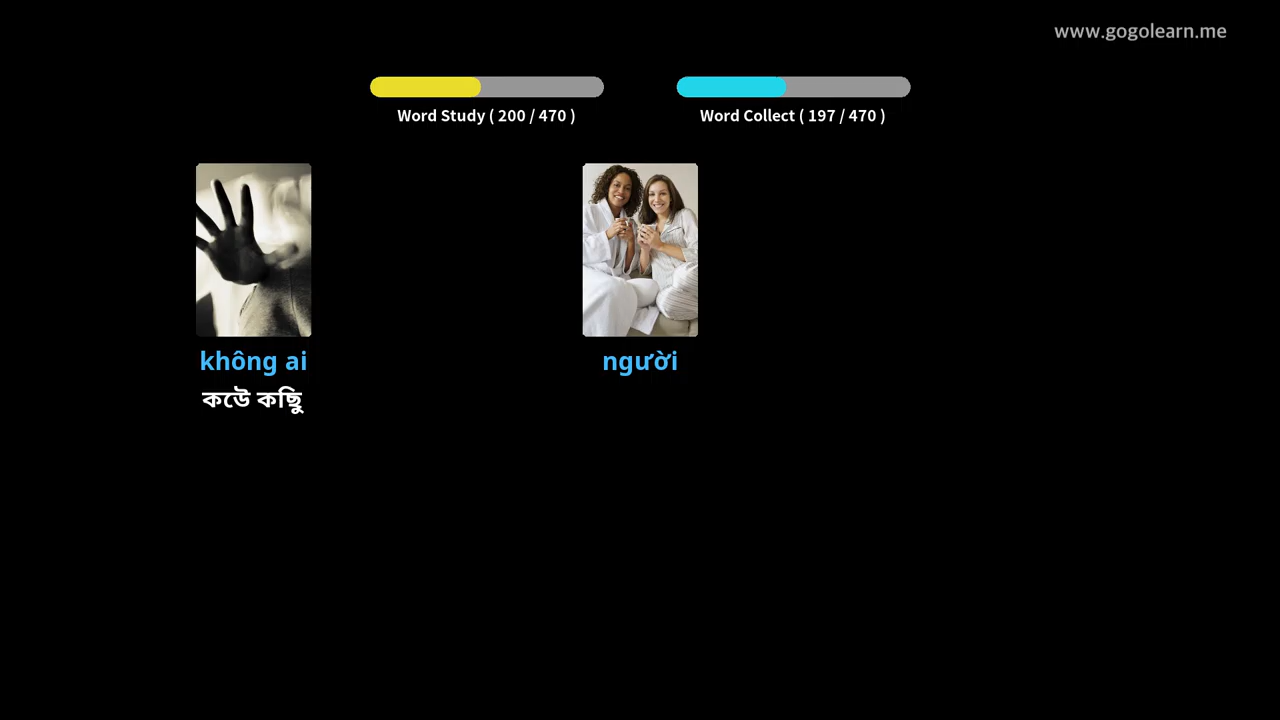 www.gogolearn.me
Word Study ( 200 / 470 )
Word Collect ( 197 / 470 )
không ai
người
কউে কছিু